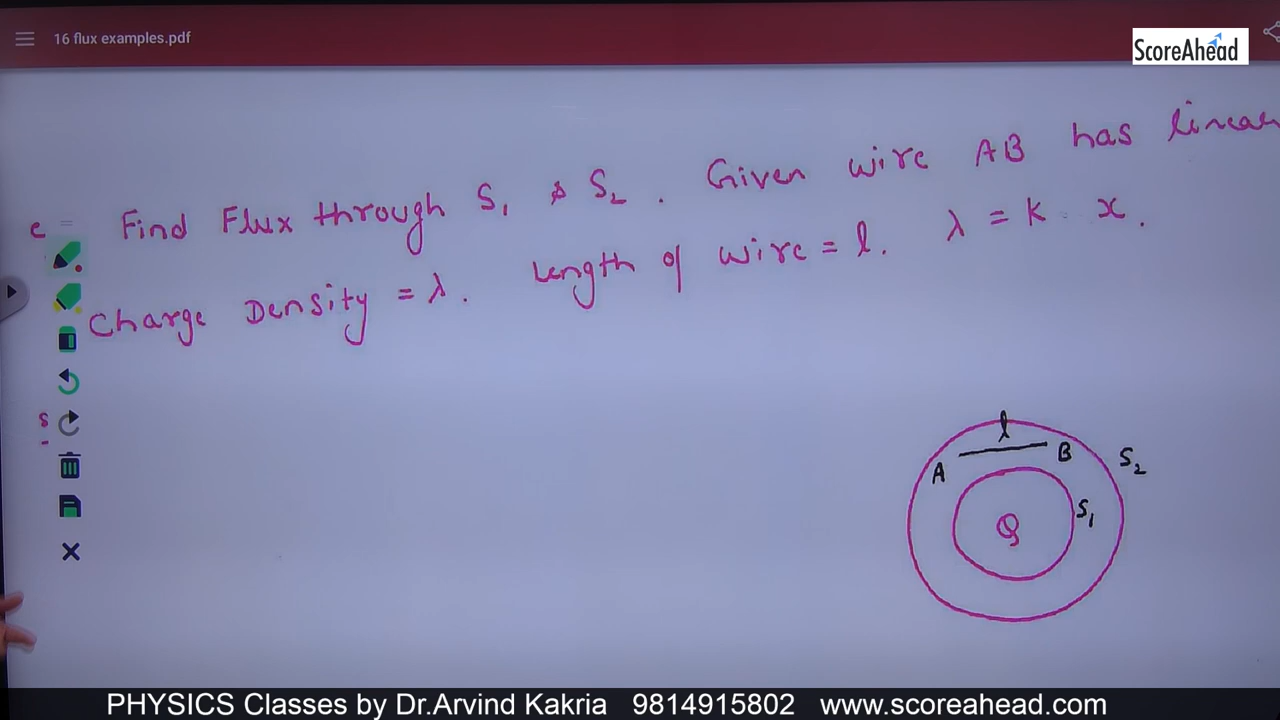 16 flux examples.pdf
ScoreAhead
e Find Flux through S₁ & S₂. Given wire AB has linear
Charge Density = λ. Length of wire = l. λ = K x.
s
l
A B S₂
S₁
Q
PHYSICS Classes by Dr.Arvind Kakria 9814915802 www.scoreahead.com